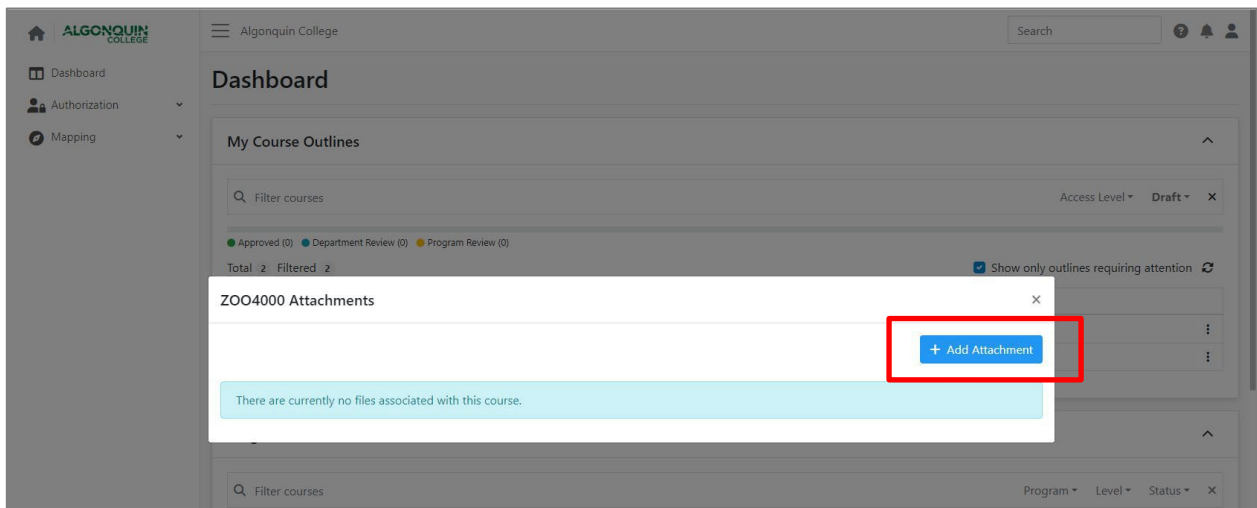 ALGONQUIN
COLLEGE
Algonquin College
Search
Dashboard
Authorization
Mapping
Dashboard
My Course Outlines
Filter courses
Access Level
Draft
Approved (0) Department Review (0) Program Review (0)
Total 2 Filtered 2
Show only outlines requiring attention
ZOO4000 Attachments
+ Add Attachment
There are currently no files associated with this course.
Filter courses
Program Level Status